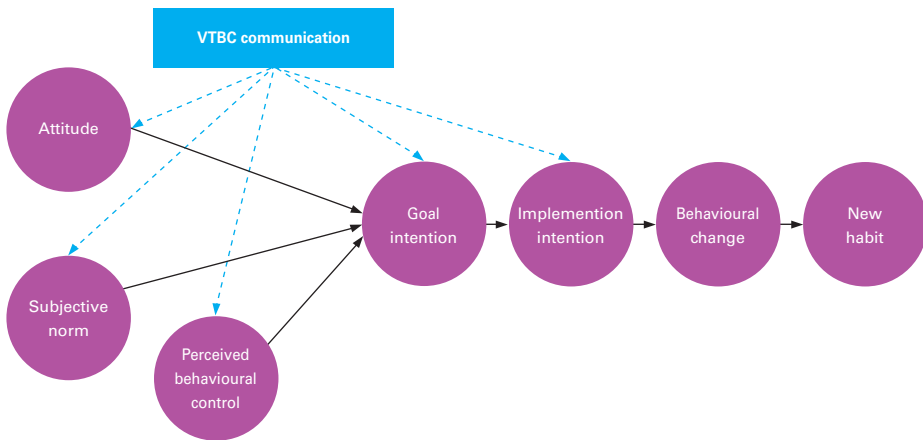 VTBC communication
Attitude
Goal
intention
Implemention
intention
Behavioural
change
New
habit
Subjective
norm
Perceived
behavioural
control